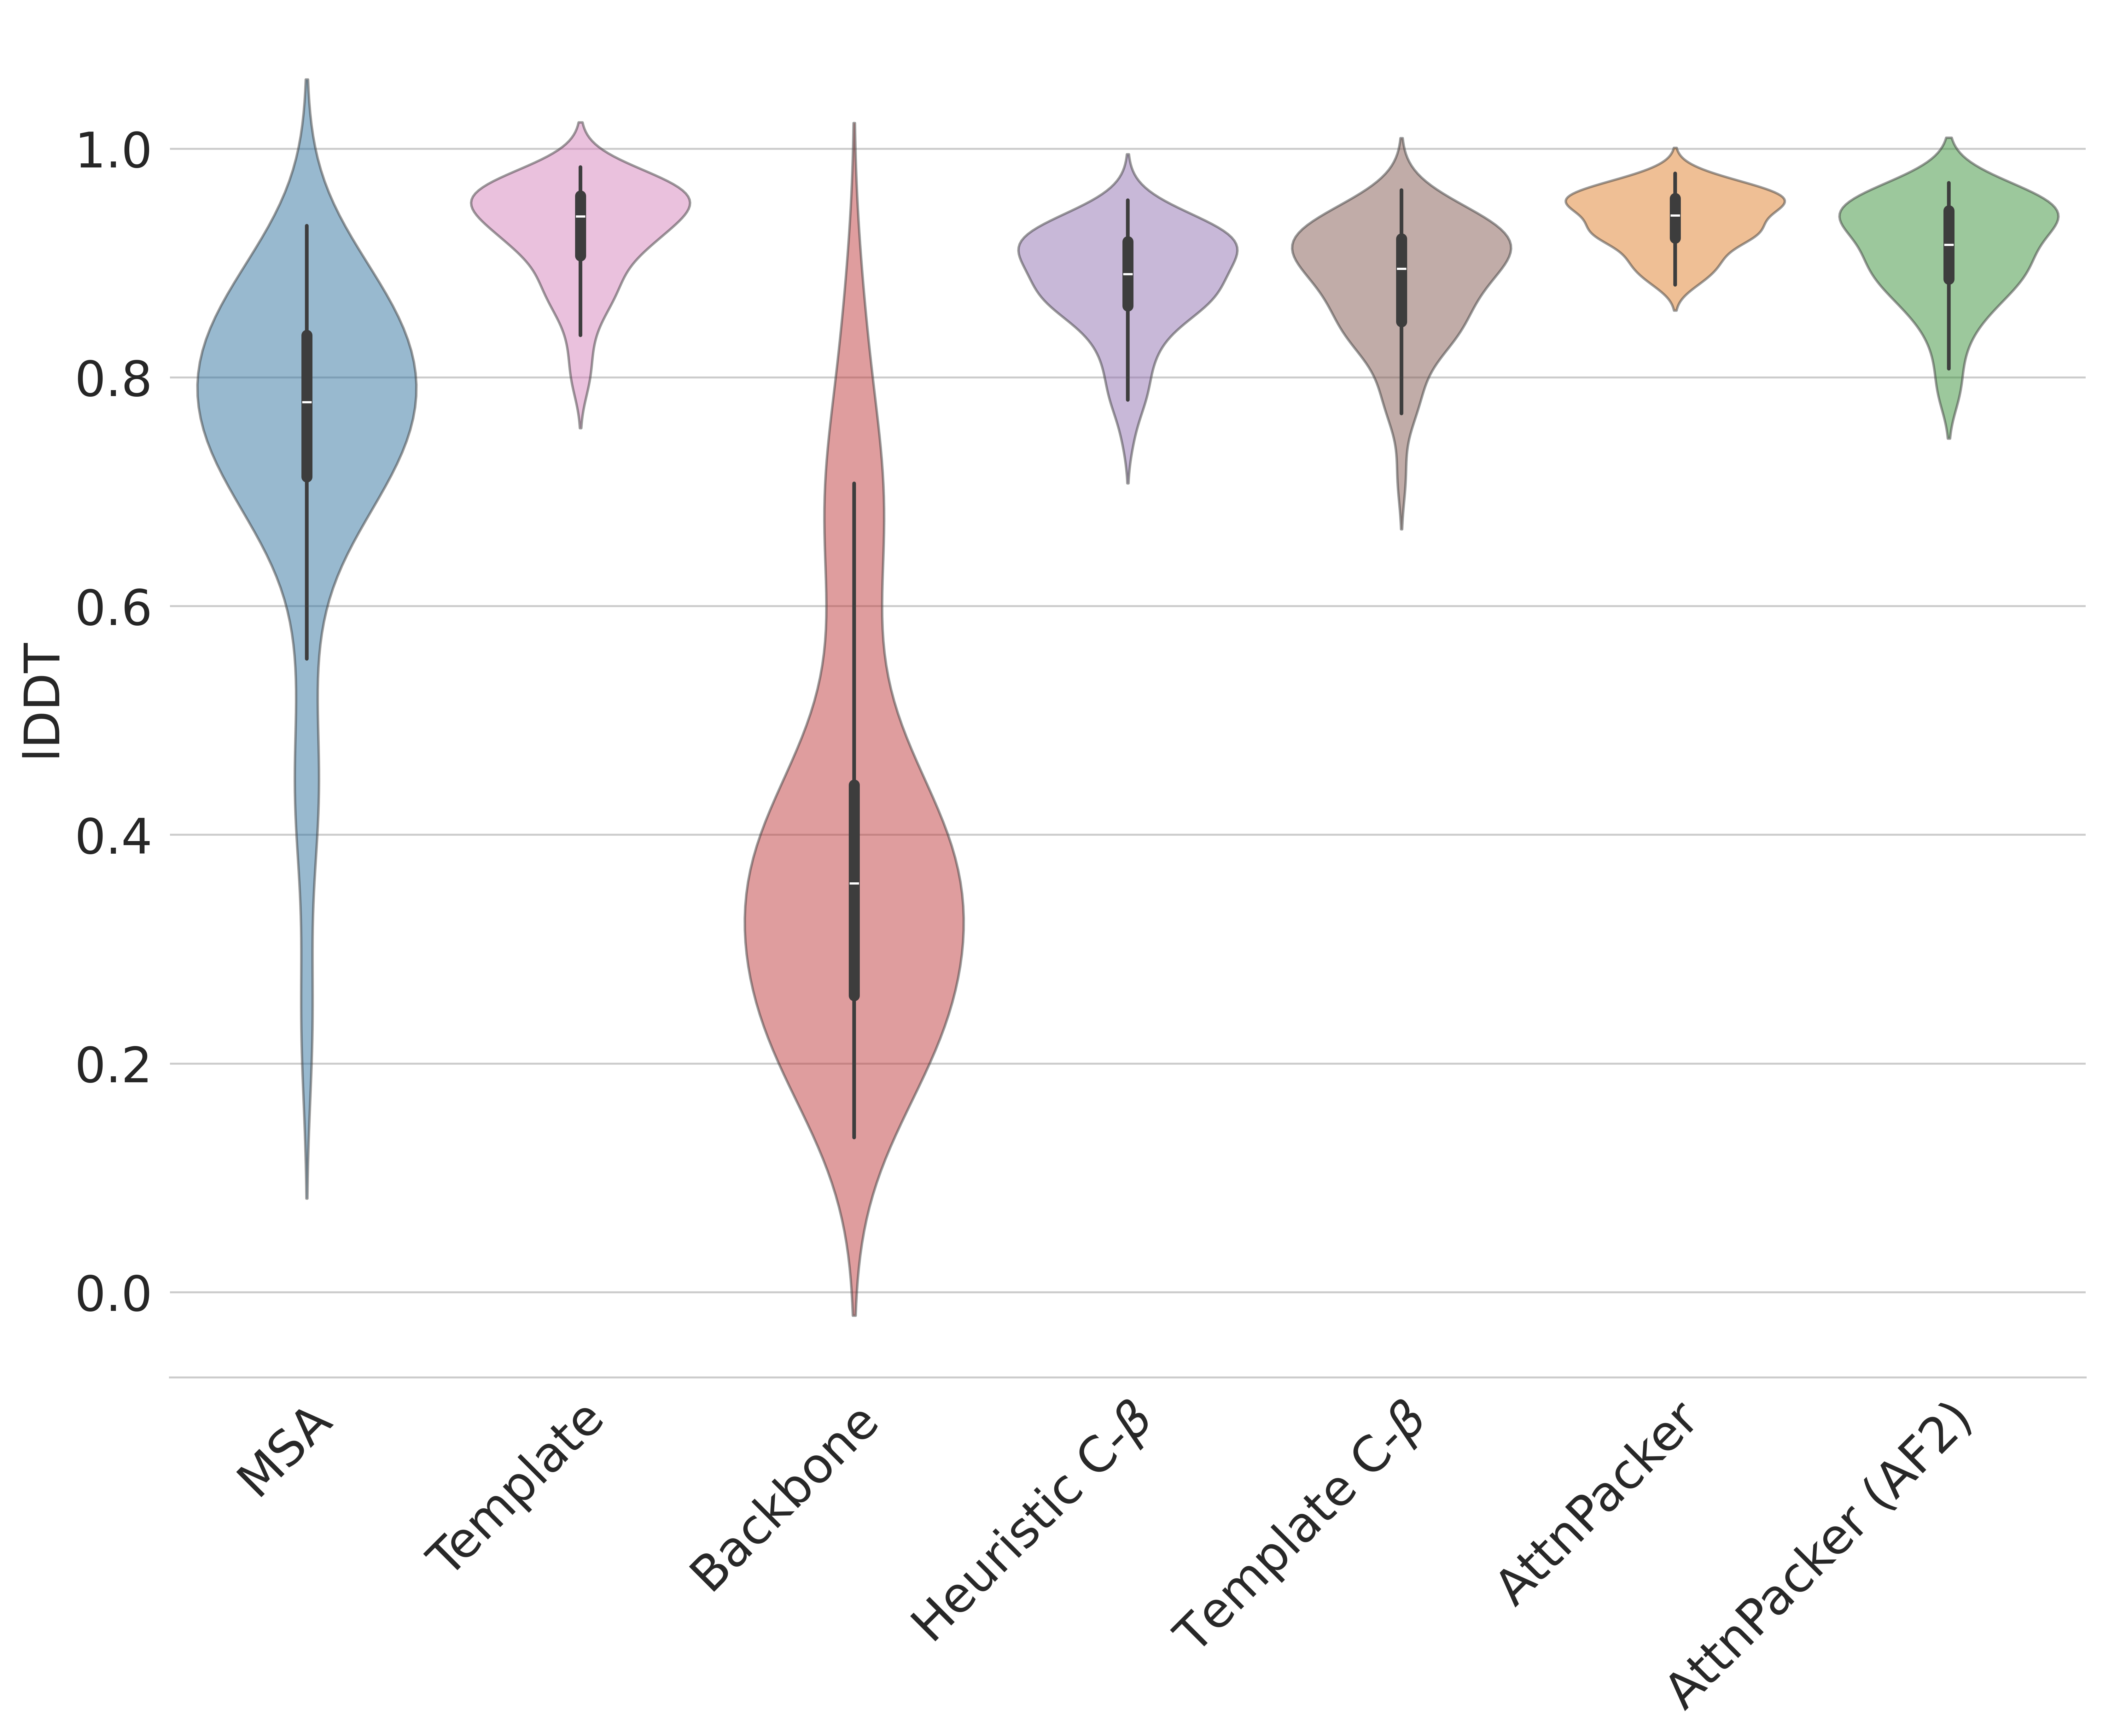 1.0
0.8
0.6
0.4
0.2
0.0
lDDT
MSA
Template
Backbone
Heuristic C-β
Template C-β
AttnPacker
AttnPacker (AF2)